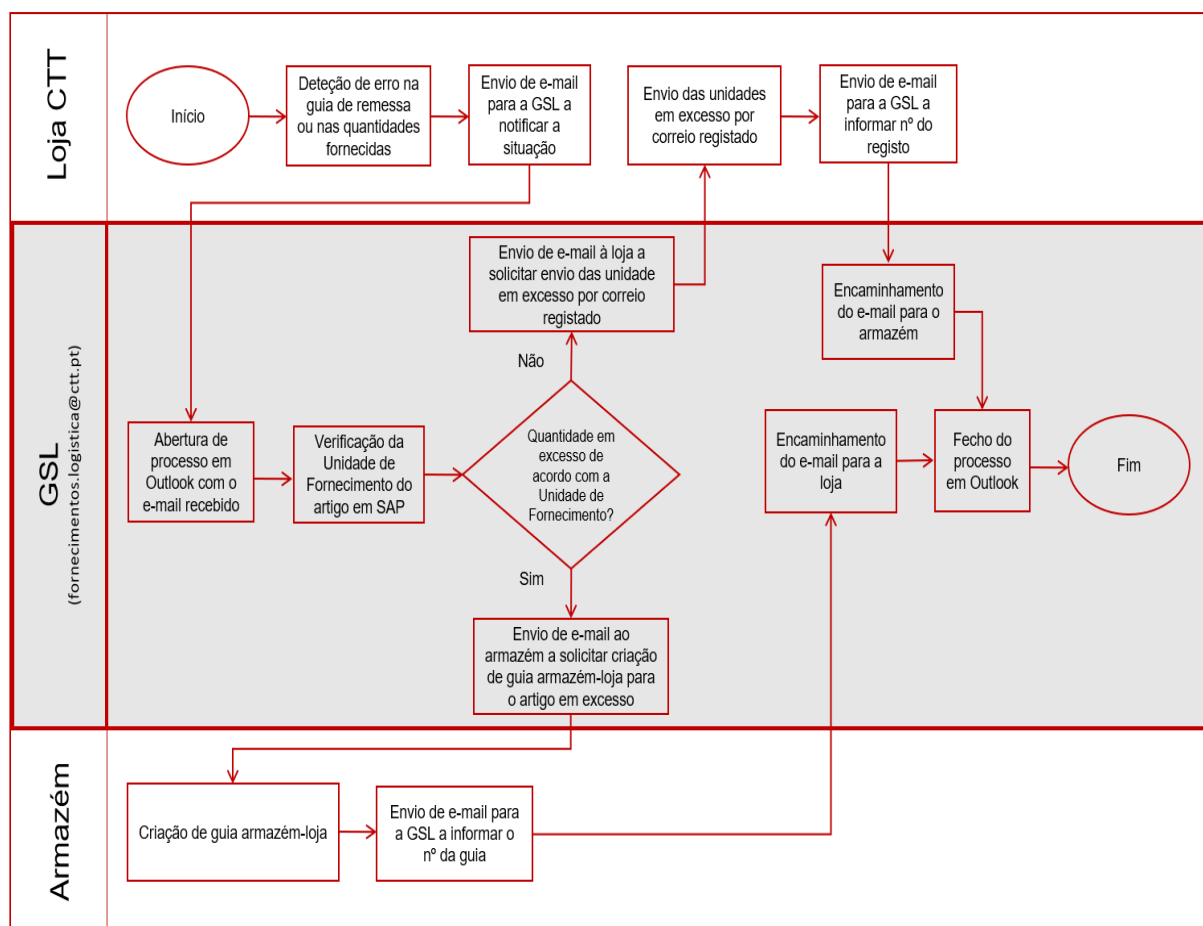 Loja CTT
Início
Deteção de erro na
guia de remessa
ou nas quantidades
fornecidas
Envio de e-mail
para a GSL a
notificar a
situação
Envio das unidades
em excesso por
correio registado
Envio de e-mail
para a GSL a
informar nº do
registo
GSL
(fornecimentos.logistica@ctt.pt)
Envio de e-mail à loja a
solicitar envio das unidade
em excesso por correio
registado
Encaminhamento
do e-mail para o
armazém
Não
Abertura de
processo em
Outlook com o
e-mail recebido
Verificação da
Unidade de
Fornecimento do
artigo em SAP
Quantidade em
excesso de
acordo com a
Unidade de
Fornecimento?
Encaminhamento
do e-mail para a
loja
Fecho do
processo
em Outlook
Fim
Sim
Envio de e-mail ao
armazém a solicitar criação
de guia armazém-loja para
o artigo em excesso
Armazém
Criação de guia armazém-loja
Envio de e-mail para
a GSL a informar o
nº da guia